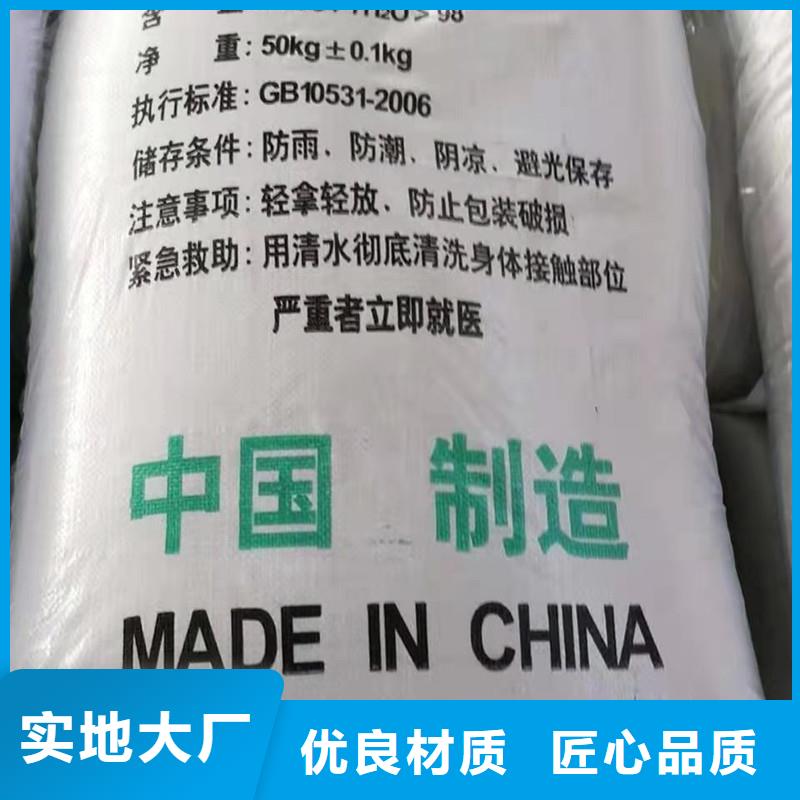 含 量: 7H₂O>98
净 重: 50kg±0.1kg
执行标准: GB10531-2006
储存条件: 防雨、防潮、阴凉、避光保存
注意事项: 轻拿轻放、防止包装破损
紧急救助: 用清水彻底清洗身体接触部位
严重者立即就医
中国 制造
MADE IN CHINA
实地大厂
优良材质 匠心品质